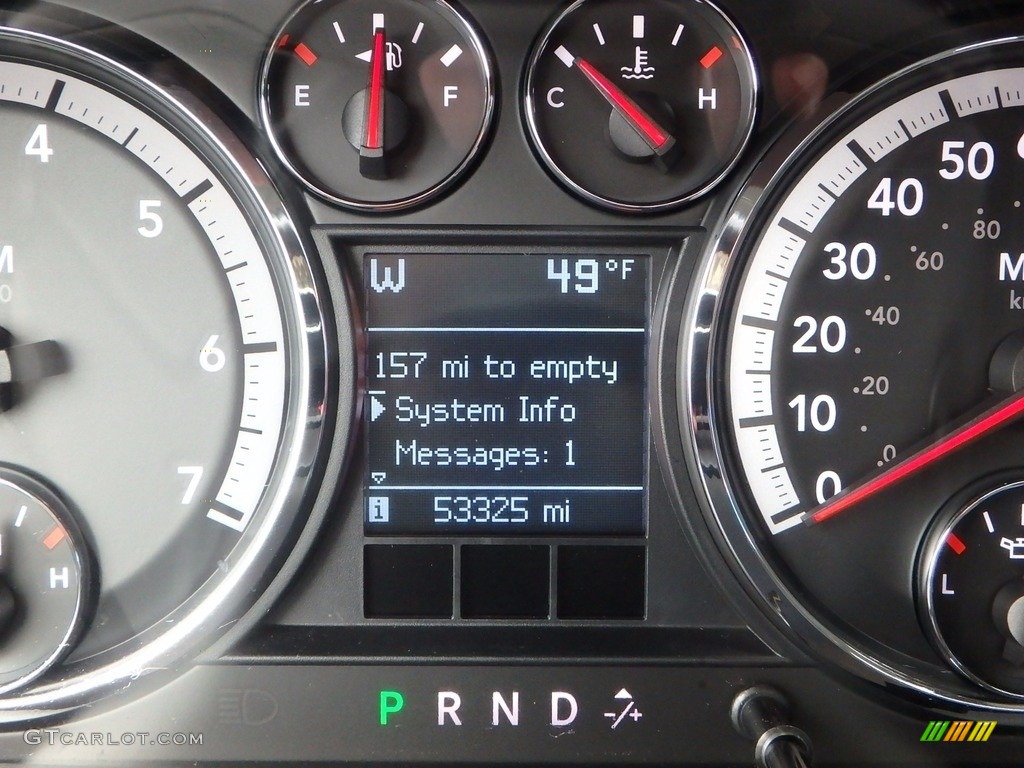 E F
C H
4
5
6
7
H
W 49°F
157 mi to empty
System Info
Messages: 1
i 53325 mi
50
40
30
20
10
0
80
60
40
20
0
L
P R N D -/+
GTCARLOT.COM